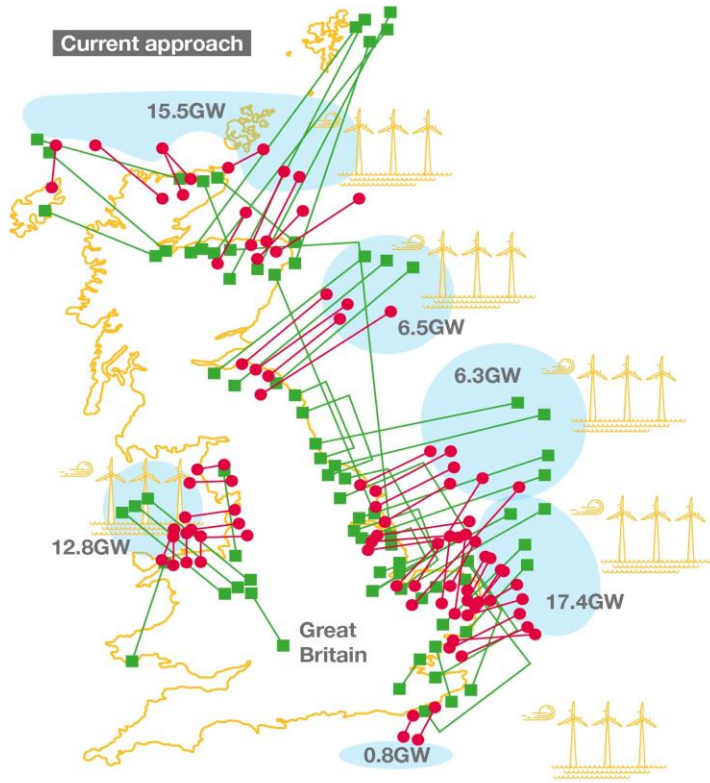 Current approach
15.5GW
6.5GW
6.3GW
12.8GW
17.4GW
Great
Britain
0.8GW